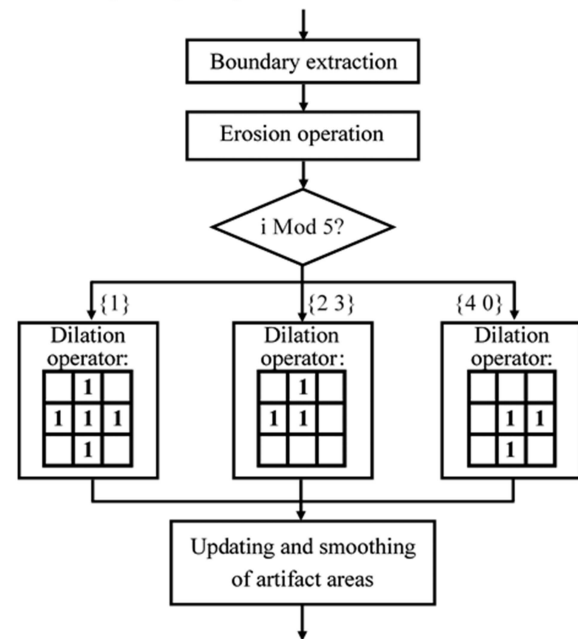 Boundary extraction
Erosion operation
i Mod 5?
{1}
{2 3}
{4 0}
Dilation
operator:
1
1 1 1
1
Dilation
operator:
1
1 1
Dilation
operator:
1 1
1
Updating and smoothing
of artifact areas